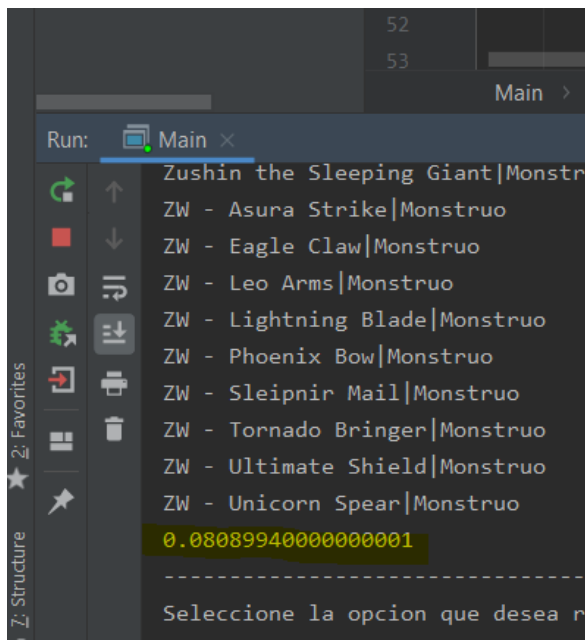 52
53
Main
Run: Main
Zushin the Sleeping Giant|Monstr
ZW - Asura Strike|Monstruo
ZW - Eagle Claw|Monstruo
ZW - Leo Arms|Monstruo
ZW - Lightning Blade|Monstruo
ZW - Phoenix Bow|Monstruo
ZW - Sleipnir Mail|Monstruo
ZW - Tornado Bringer|Monstruo
ZW - Ultimate Shield|Monstruo
ZW - Unicorn Spear|Monstruo
0.08089940000000001
---------------------------------
Seleccione la opcion que desea r
2: Favorites
7: Structure